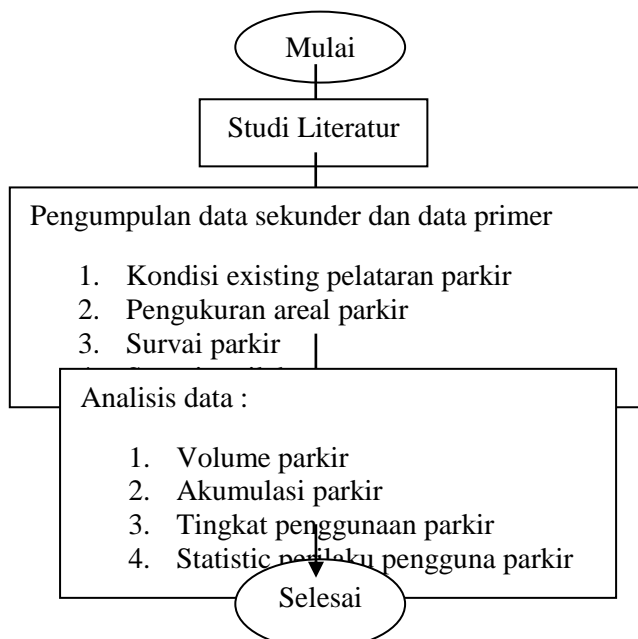 Mulai
Studi Literatur
Pengumpulan data sekunder dan data primer
1. Kondisi existing pelataran parkir
2. Pengukuran areal parkir
3. Survai parkir
Analisis data :
1. Volume parkir
2. Akumulasi parkir
3. Tingkat penggunaan parkir
4. Statistic perilaku pengguna parkir
Selesai